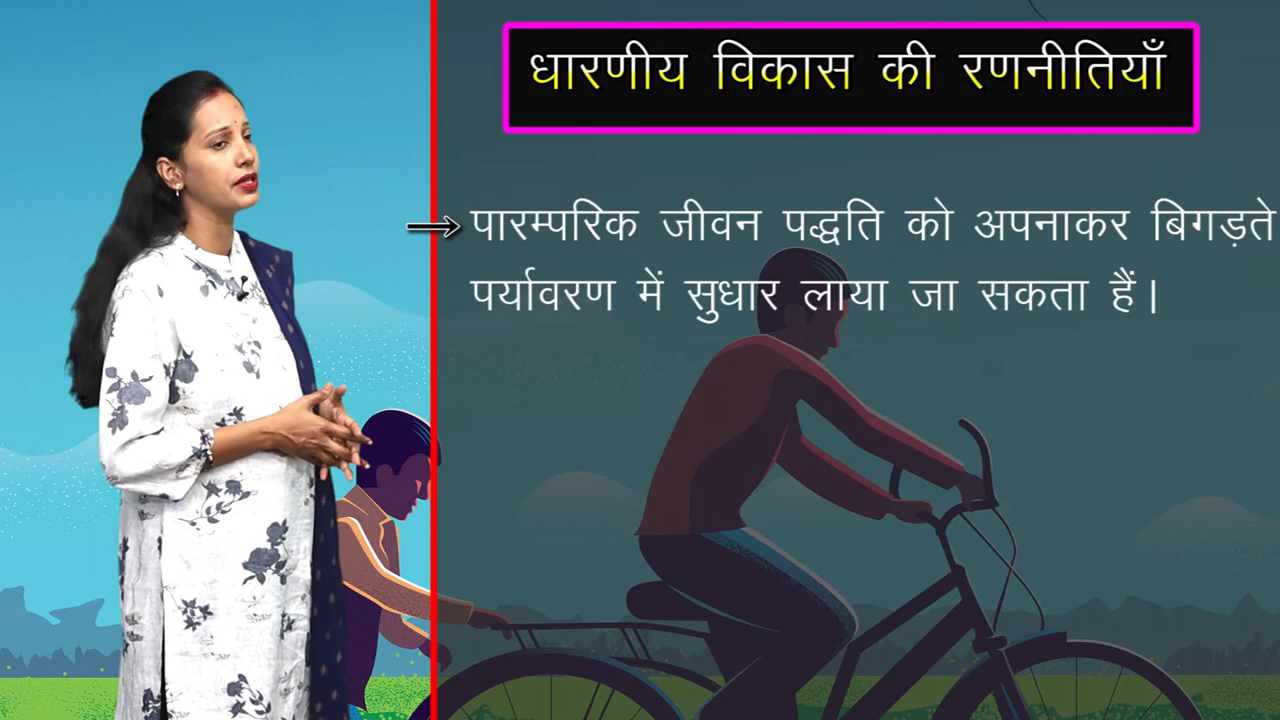 धारणीय विकास की रणनीतियाँ
पारम्परिक जीवन पद्धति को अपनाकर बिगड़ते
पर्यावरण में सुधार लाया जा सकता हैं।